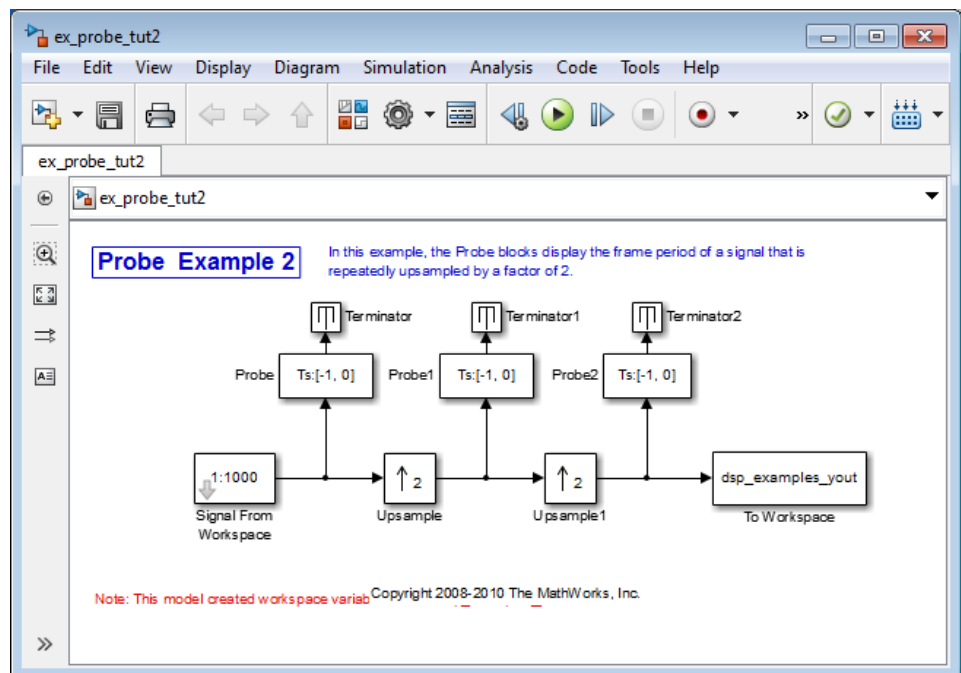 ex_probe_tut2
File Edit View Display Diagram Simulation Analysis Code Tools Help
ex_probe_tut2
ex_probe_tut2
Probe Example 2
In this example, the Probe blocks display the frame period of a signal that is
repeatedly upsampled by a factor of 2.
Terminator Terminator1 Terminator2
Probe Ts:[-1, 0] Probe1 Ts:[-1, 0] Probe2 Ts:[-1, 0]
1:1000 2 2 dsp_examples_yout
Signal From
Workspace
Upsample Upsample1 To Workspace
Note: This model created workspace variab
Copyright 2008-2010 The MathWorks, Inc.